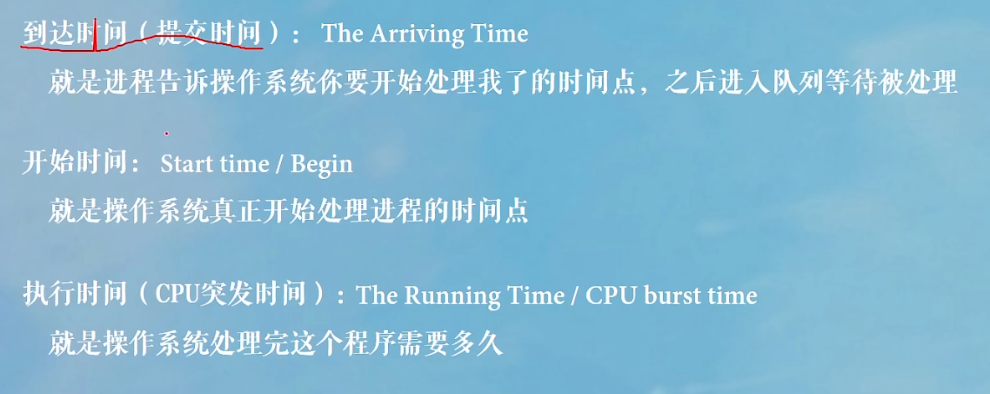 到达时间（提交时间）： The Arriving Time
就是进程告诉操作系统你要开始处理我了的时间点，之后进入队列等待被处理
开始时间： Start time / Begin
就是操作系统真正开始处理进程的时间点
执行时间（CPU突发时间）：The Running Time / CPU burst time
就是操作系统处理完这个程序需要多久